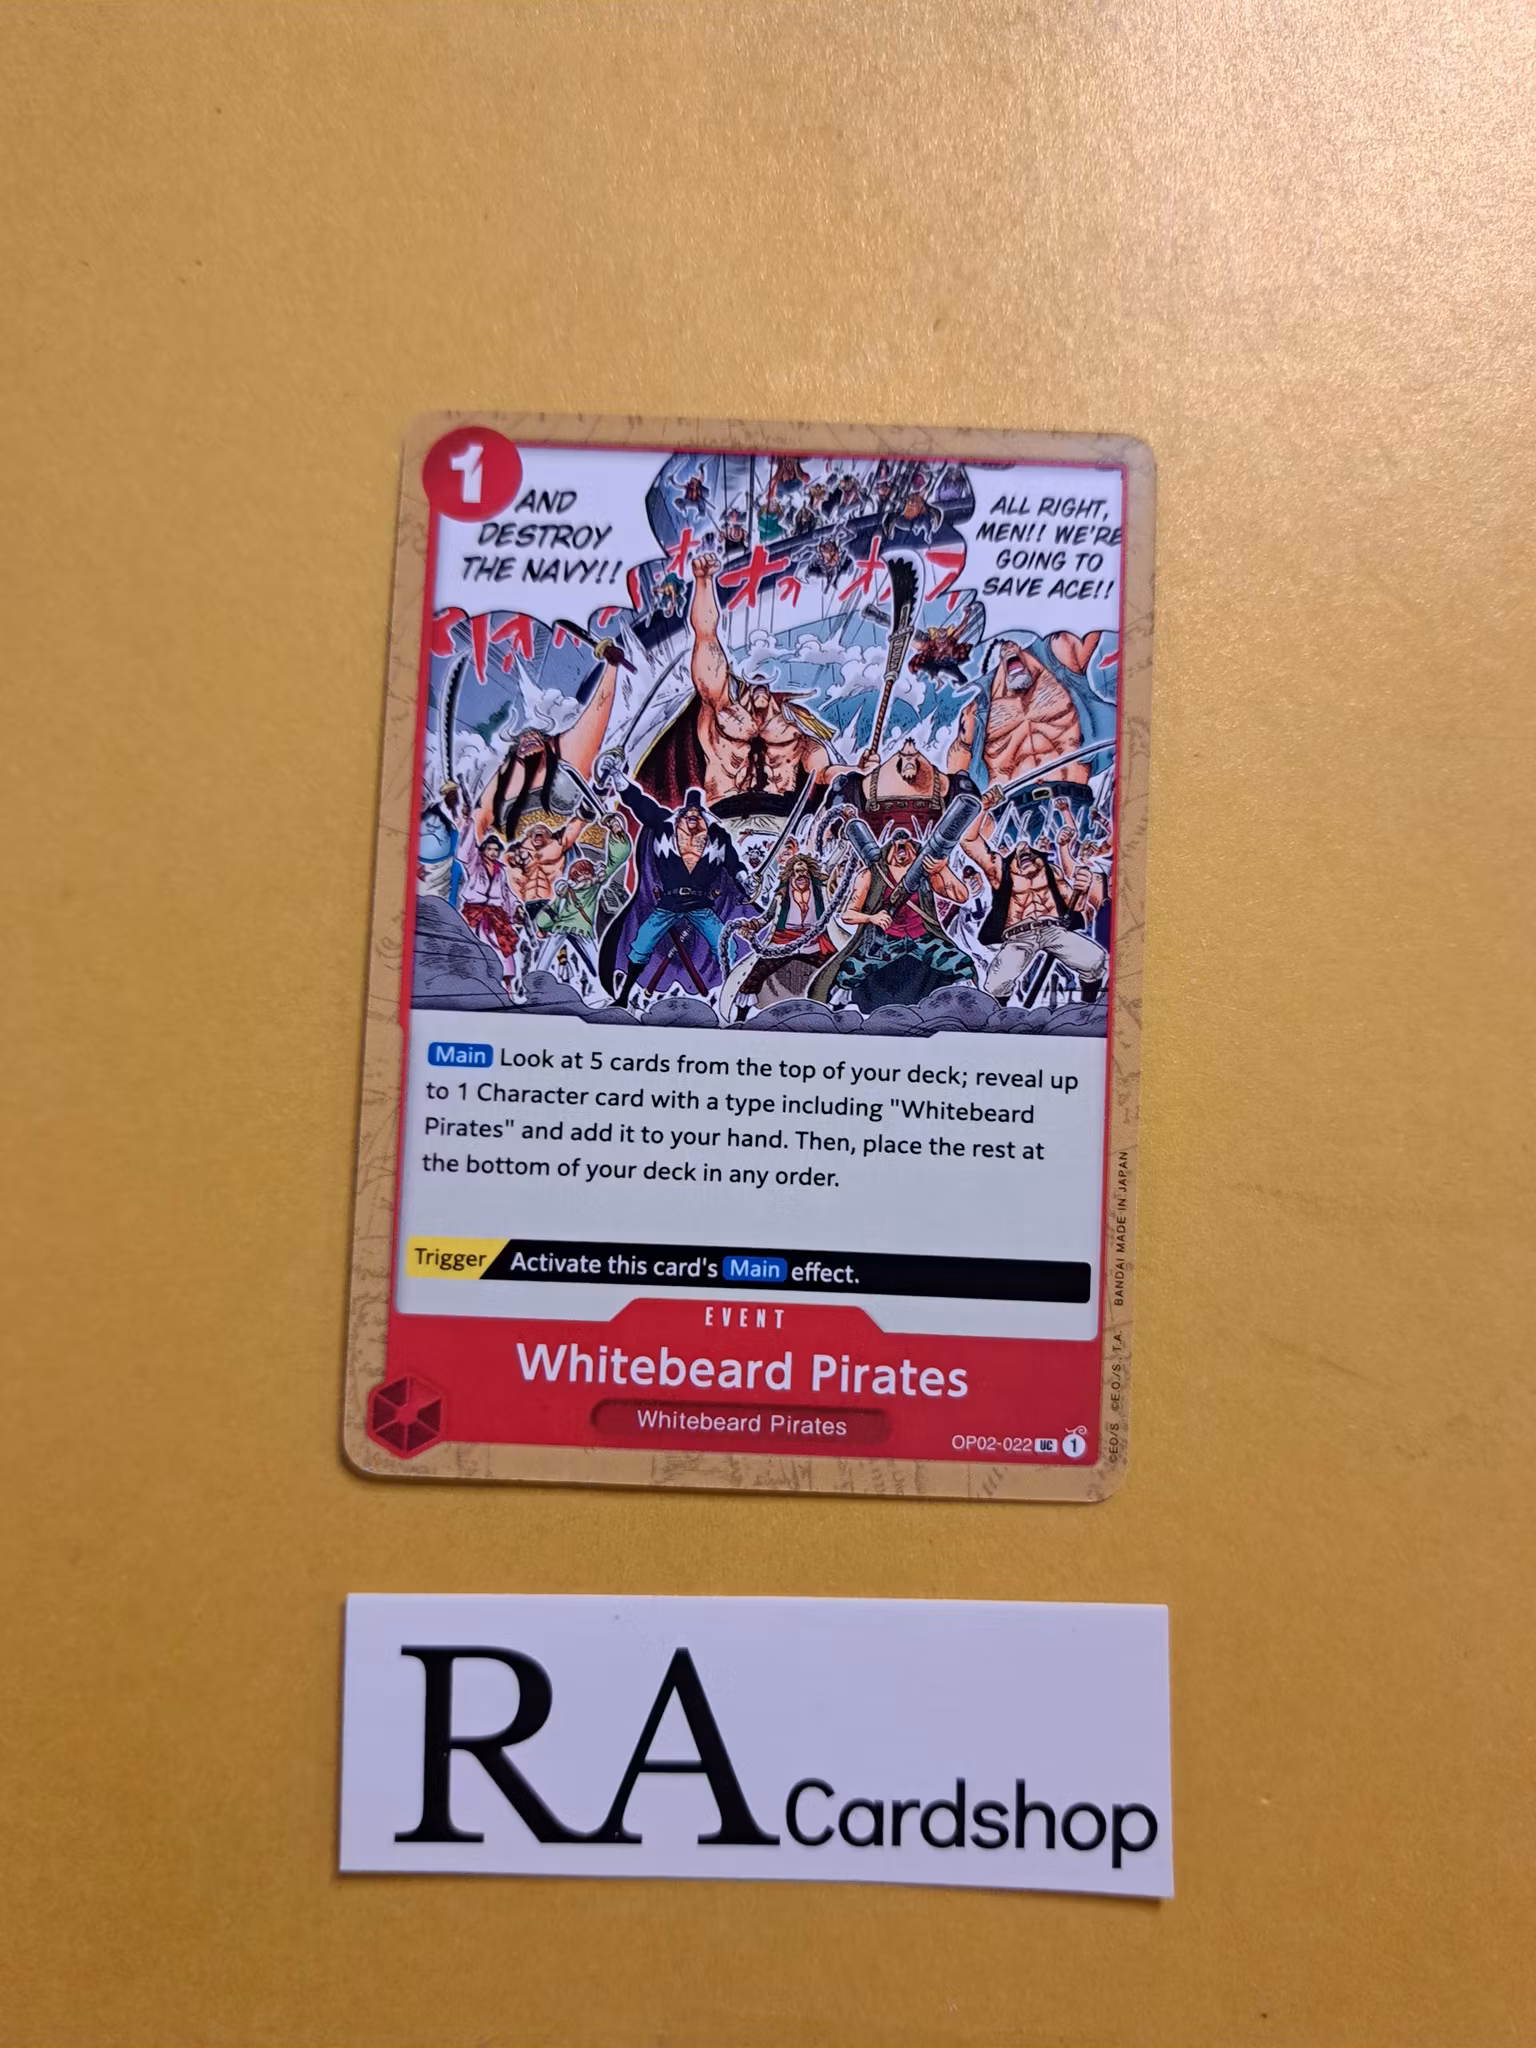 1
AND
DESTROY
THE NAVY!!
ALL RIGHT,
MEN!! WE'RE
GOING TO
SAVE ACE!!
Main Look at 5 cards from the top of your deck; reveal up
to 1 Character card with a type including "Whitebeard
Pirates" and add it to your hand. Then, place the rest at
the bottom of your deck in any order.
Trigger Activate this card's Main effect.
EVENT
Whitebeard Pirates
Whitebeard Pirates
OP02-022 UC 1
©EO/S ©E.O./S., T.A. BANDAI MADE IN JAPAN
RA Cardshop